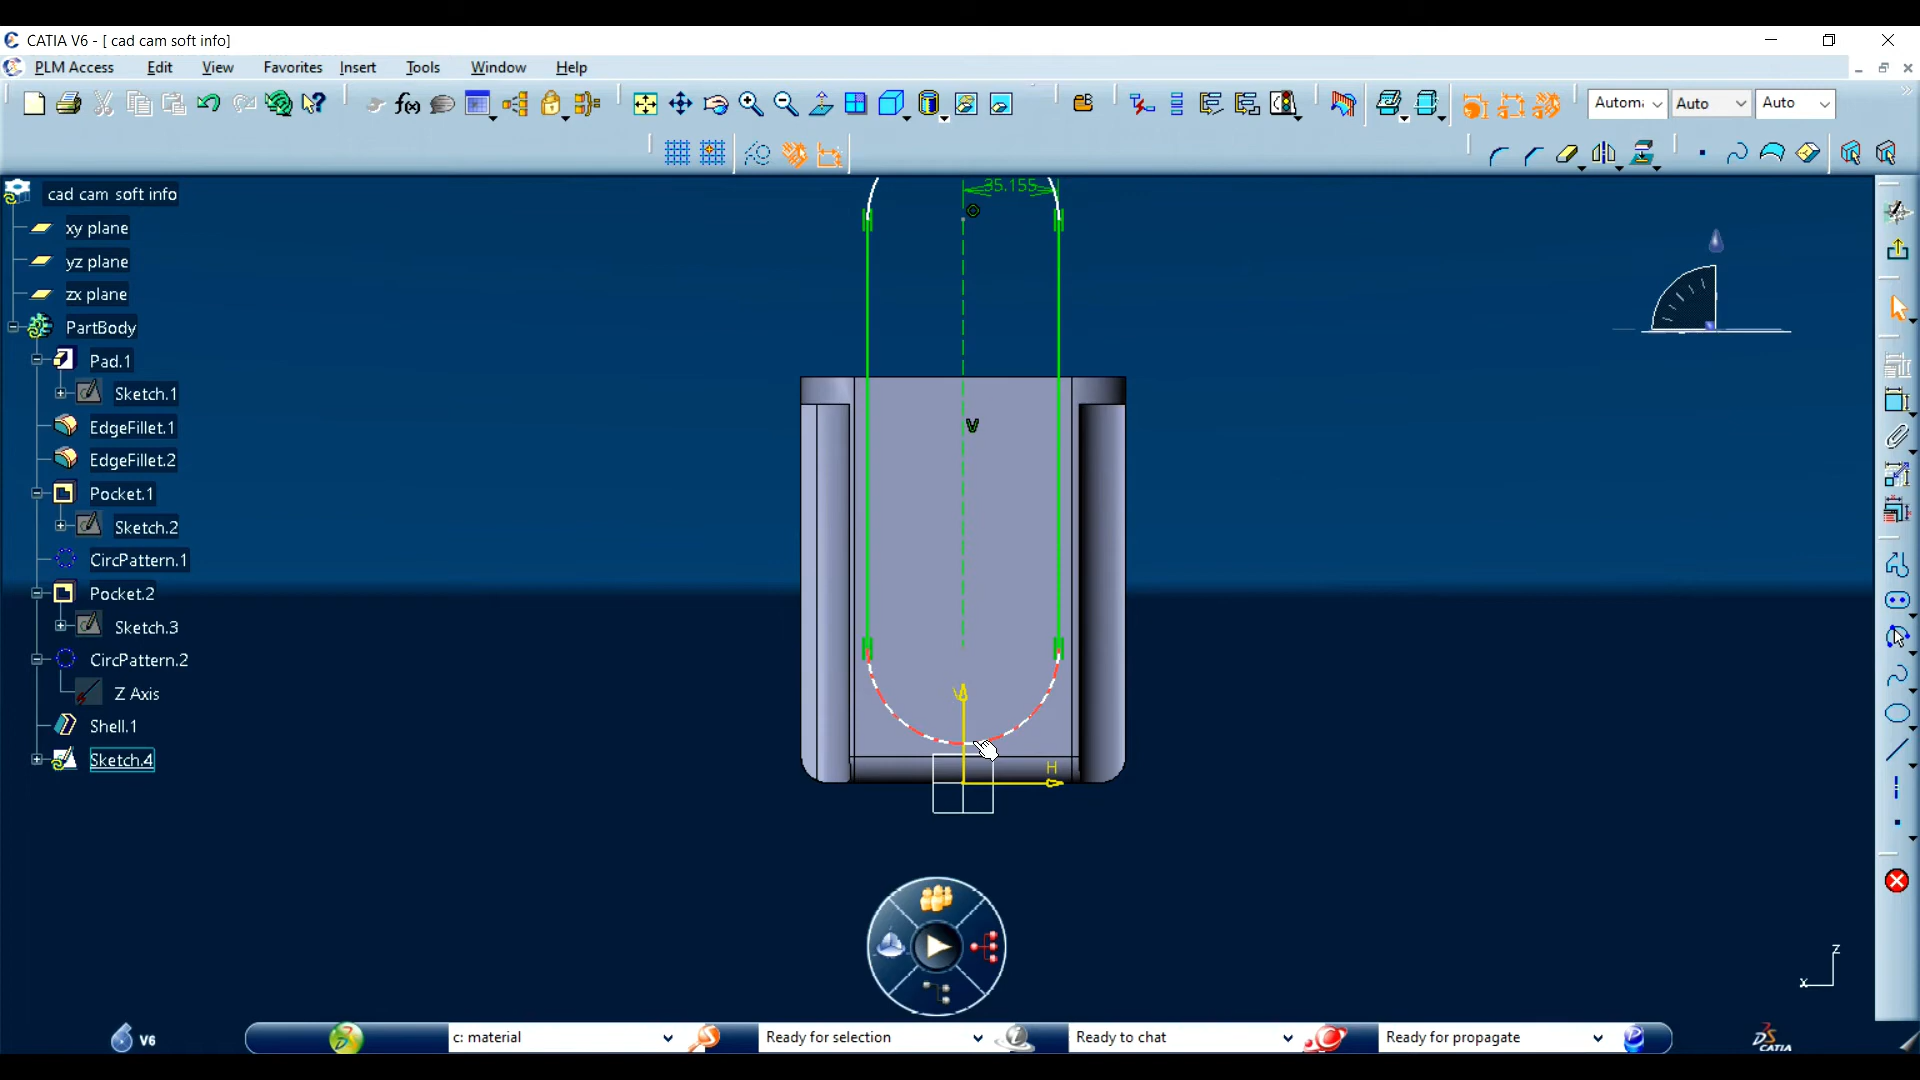 CATIA V6 - [ cad cam soft info]
PLM Access Edit View Favorites Insert Tools Window Help
f(x) Automa Auto Auto
cad cam soft info
35.155
xy plane
yz plane
zx plane
PartBody
Pad.1
Sketch.1
EdgeFillet.1
V
EdgeFillet.2
Pocket.1
Sketch.2
CircPattern.1
Pocket.2
Sketch.3
CircPattern.2
Z Axis
V
Shell.1
Sketch.4
H
z
x
V6
c: material
Ready for selection
Ready to chat
Ready for propagate
CATIA